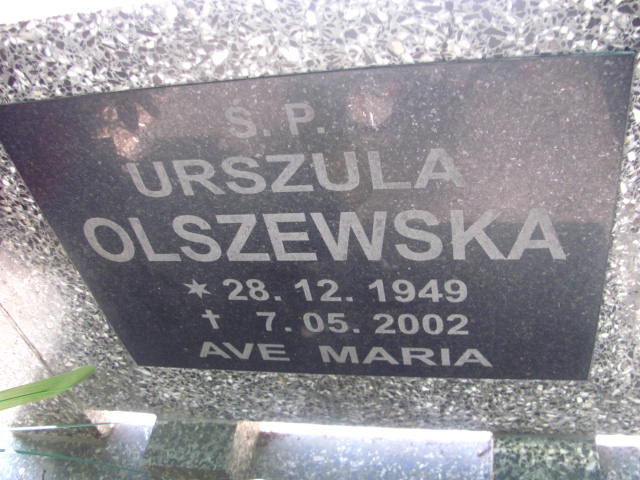 Ś. P.
URSZULA
OLSZEWSKA
* 28. 12. 1949
† 7. 05. 2002
AVE MARIA